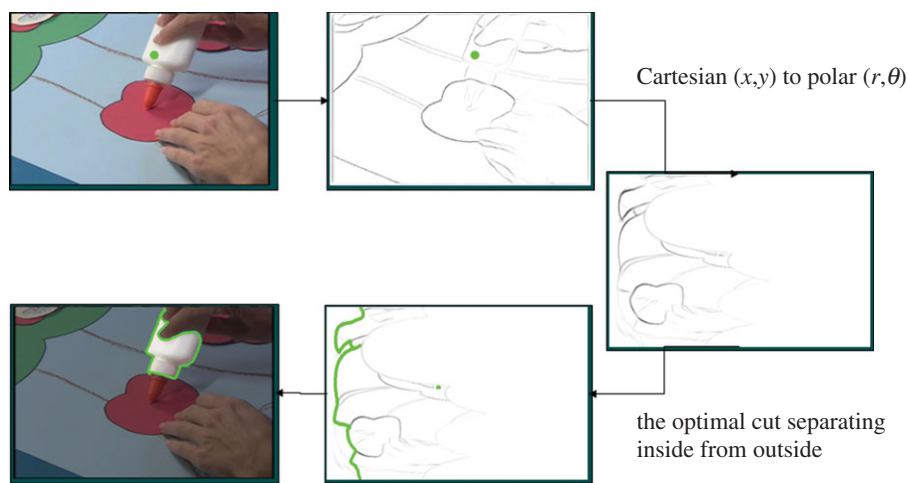 Cartesian (x,y) to polar (r,θ)
the optimal cut separating
inside from outside